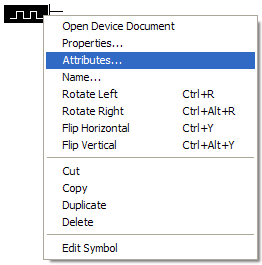 Open Device Document
Properties...
Attributes...
Name...
Rotate Left Ctrl+R
Rotate Right Ctrl+Alt+R
Flip Horizontal Ctrl+Y
Flip Vertical Ctrl+Alt+Y
Cut
Copy
Duplicate
Delete
Edit Symbol